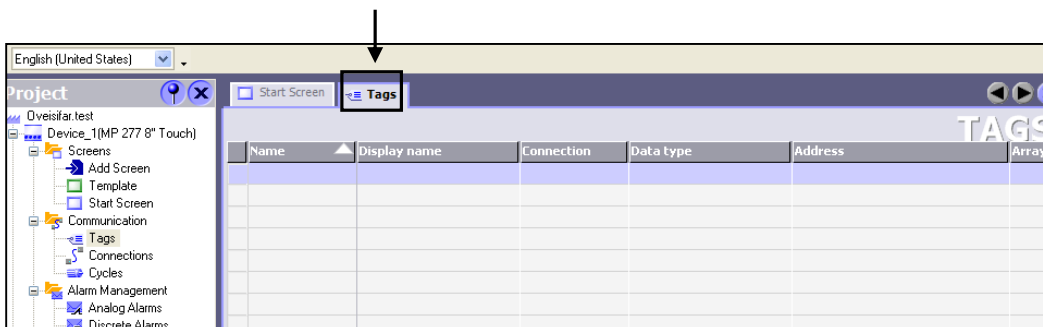 English (United States)
Project
Start Screen
Tags
Oveisifar.test
Device_1(MP 277 8" Touch)
TAGS
Screens
Name Display name Connection Data type Address Array
Add Screen
Template
Start Screen
Communication
Tags
Connections
Cycles
Alarm Management
Analog Alarms
Discrete Alarms